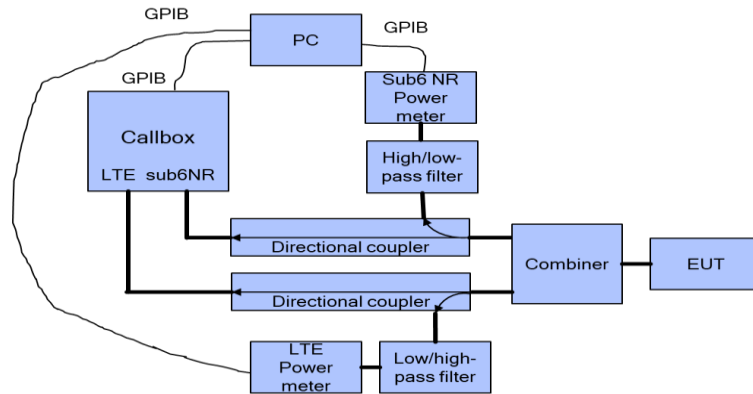 GPIB
PC
GPIB
GPIB
Sub6 NR
Power
meter
Callbox
LTE sub6NR
High/low-
pass filter
Directional coupler
Combiner
EUT
Directional coupler
LTE
Power
meter
Low/high-
pass filter